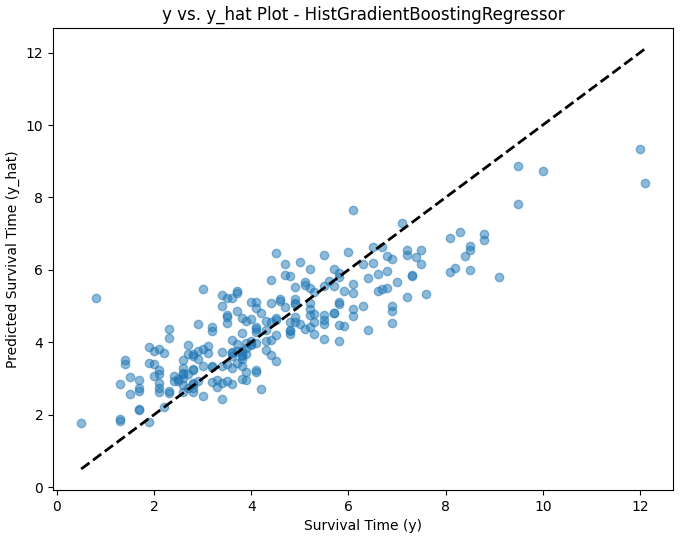 y vs. y_hat Plot - HistGradientBoostingRegressor
Predicted Survival Time (y_hat)
12
10
8
6
4
2
0
0 2 4 6 8 10 12
Survival Time (y)